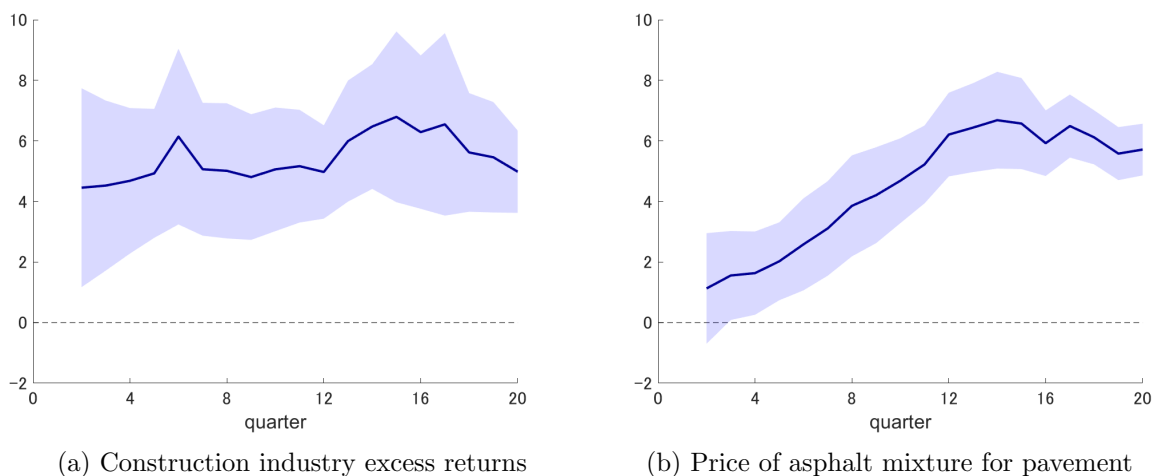 10
8
6
4
2
0
−2
0 4 8 12 16 20
quarter
(a) Construction industry excess returns
10
8
6
4
2
0
−2
0 4 8 12 16 20
quarter
(b) Price of asphalt mixture for pavement